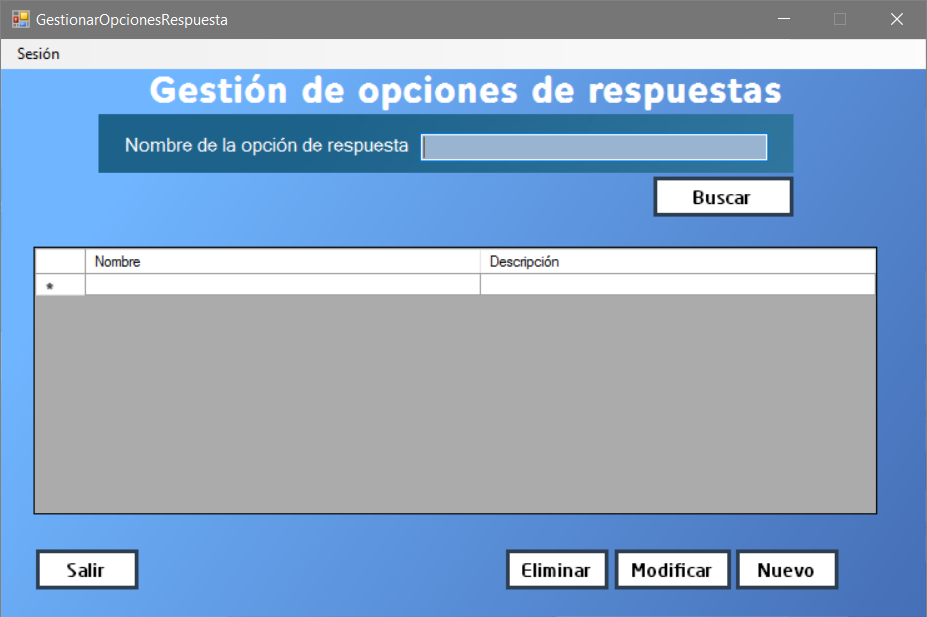 GestionarOpcionesRespuesta
Sesión
Gestión de opciones de respuestas
Nombre de la opción de respuesta
Buscar
Nombre Descripción
*
Salir Eliminar Modificar Nuevo